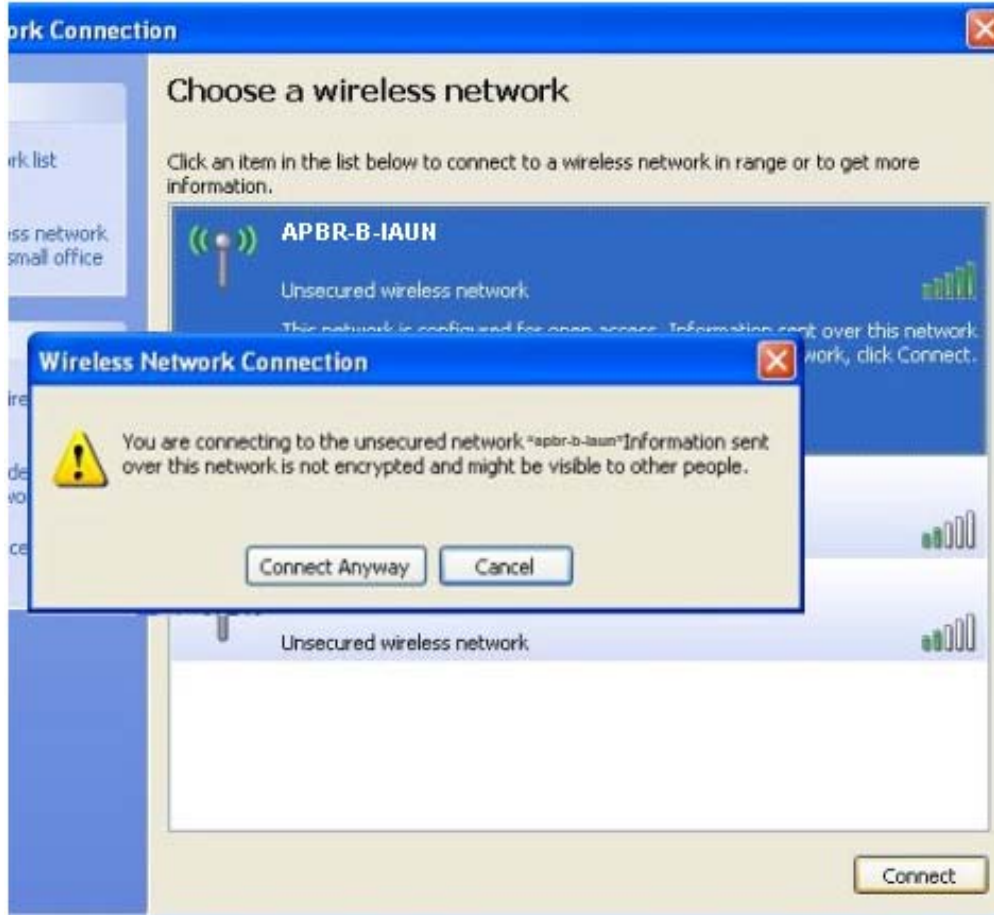 ork Connection
Choose a wireless network
rk list
Click an item in the list below to connect to a wireless network in range or to get more
information.
ss network
small office
APBR-B-IAUN
Unsecured wireless network
This network is configured for open access. Information sent over this network
work, click Connect.
Wireless Network Connection
ire
You are connecting to the unsecured network "apbr-b-iaun"Information sent
over this network is not encrypted and might be visible to other people.
de
wo
ce
Connect Anyway
Cancel
Unsecured wireless network
Connect